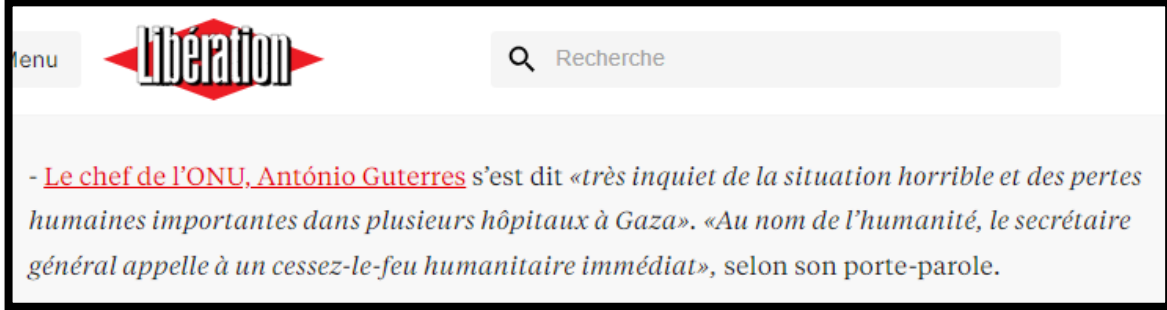 Menu
Libération
Recherche
- Le chef de l’ONU, António Guterres s’est dit «très inquiet de la situation horrible et des pertes
humaines importantes dans plusieurs hôpitaux à Gaza». «Au nom de l’humanité, le secrétaire
général appelle à un cessez-le-feu humanitaire immédiat», selon son porte-parole.